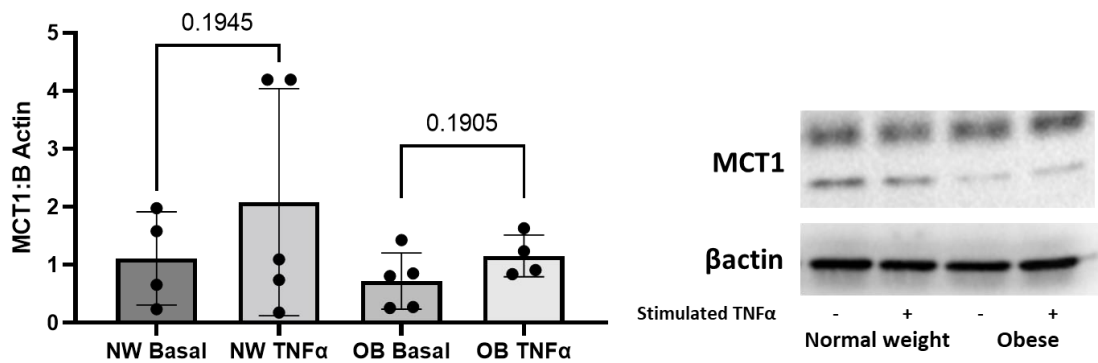 0.1945
0.1905
MCT1:B Actin
5
4
3
2
1
0
NW Basal NW TNFα OB Basal OB TNFα
MCT1
βactin
Stimulated TNFα - + - +
Normal weight Obese